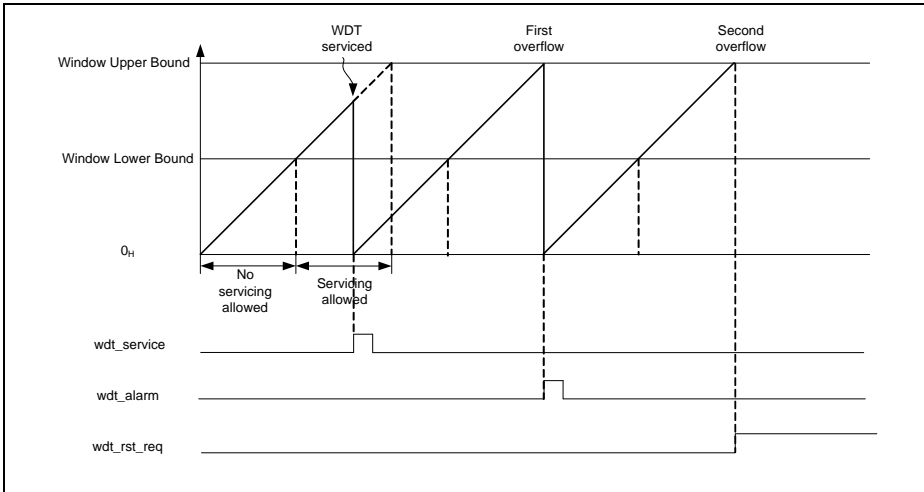 WDT
serviced
First
overflow
Second
overflow
Window Upper Bound
Window Lower Bound
0H
No
servicing
allowed
Servicing
allowed
wdt_service
wdt_alarm
wdt_rst_req